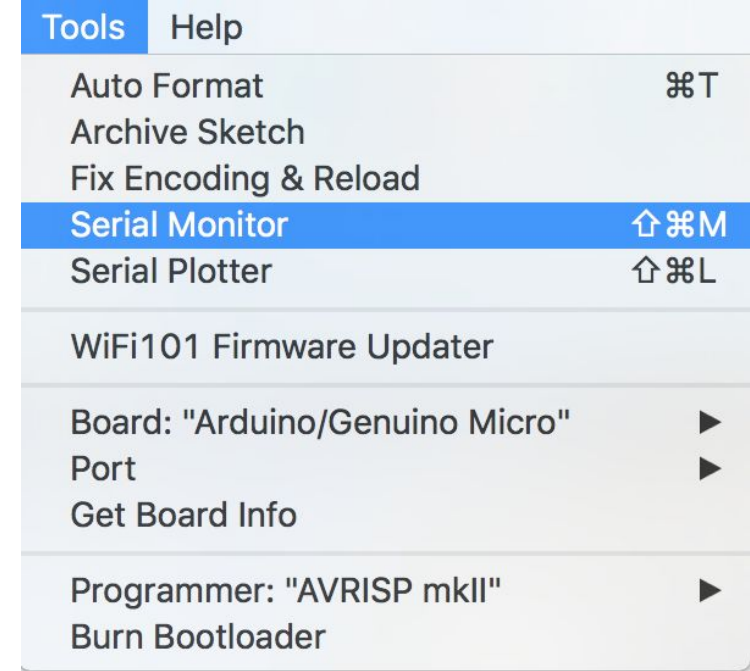 Tools Help
Auto Format ⌘T
Archive Sketch
Fix Encoding & Reload
Serial Monitor ⇧⌘M
Serial Plotter ⇧⌘L
WiFi101 Firmware Updater
Board: "Arduino/Genuino Micro" ▶
Port ▶
Get Board Info
Programmer: "AVRISP mkII" ▶
Burn Bootloader